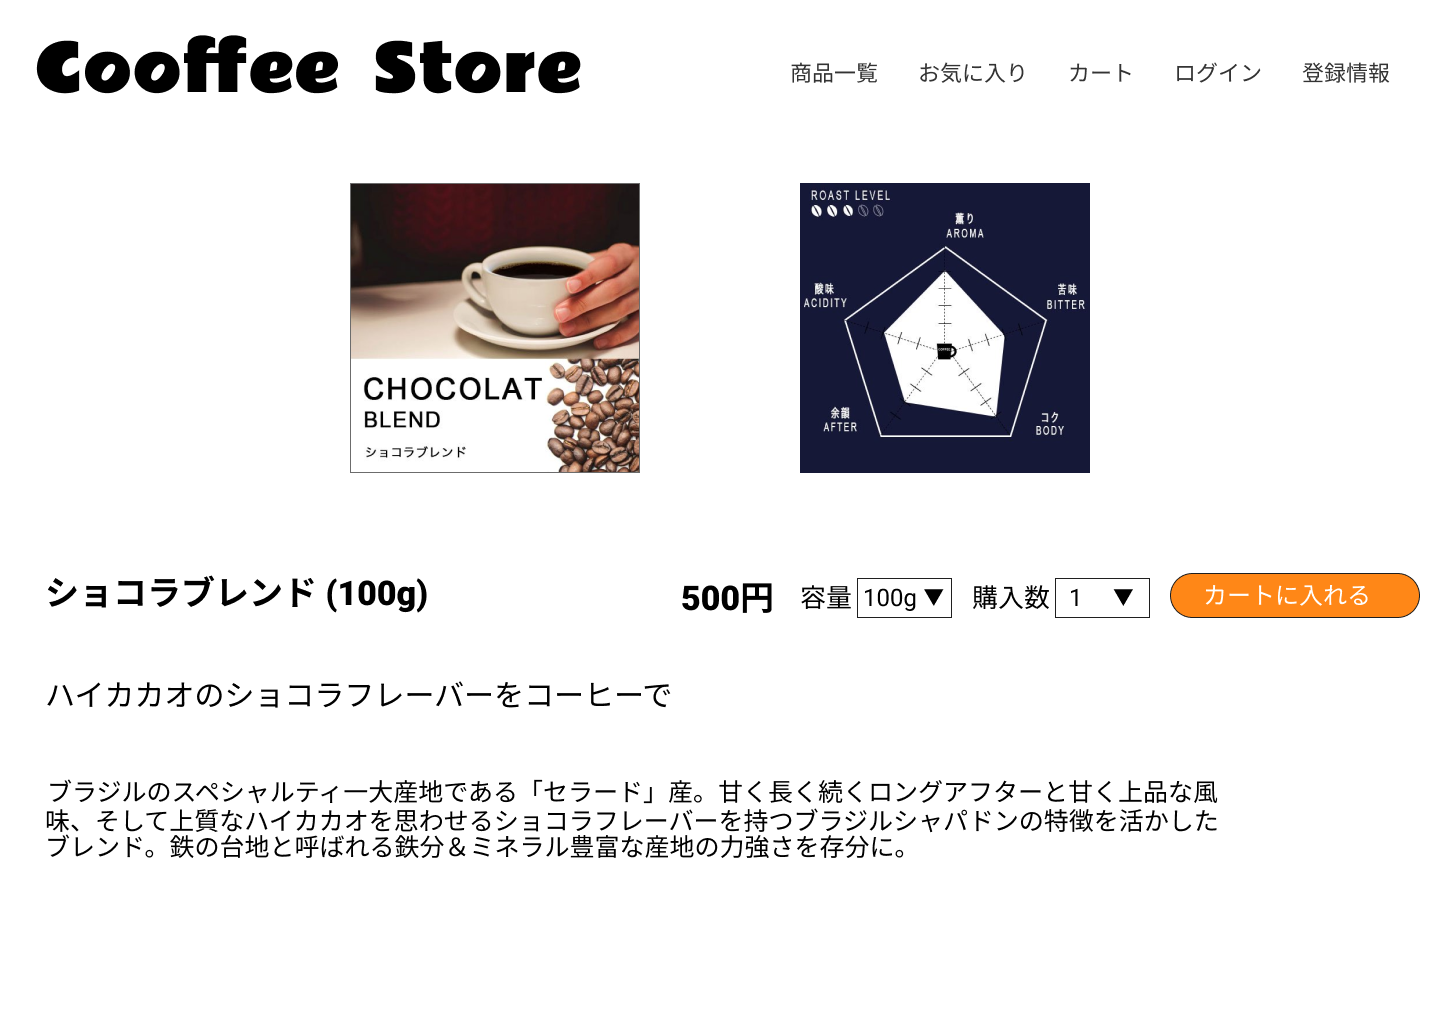 Cooffee Store
商品一覧 お気に入り カート ログイン 登録情報
CHOCOLAT
BLEND
ショコラブレンド
ROAST LEVEL
薫り
AROMA
酸味
ACIDITY
苦味
BITTER
余韻
AFTER
コク
BODY
COFFEE
ショコラブレンド (100g) 500円 容量 100g ▼ 購入数 1 ▼ カートに入れる
ハイカカオのショコラフレーバーをコーヒーで
ブラジルのスペシャルティー大産地である「セラード」産。甘く長く続くロングアフターと甘く上品な風
味、そして上質なハイカカオを思わせるショコラフレーバーを持つブラジルシャパドンの特徴を活かした
ブレンド。鉄の台地と呼ばれる鉄分＆ミネラル豊富な産地の力強さを存分に。